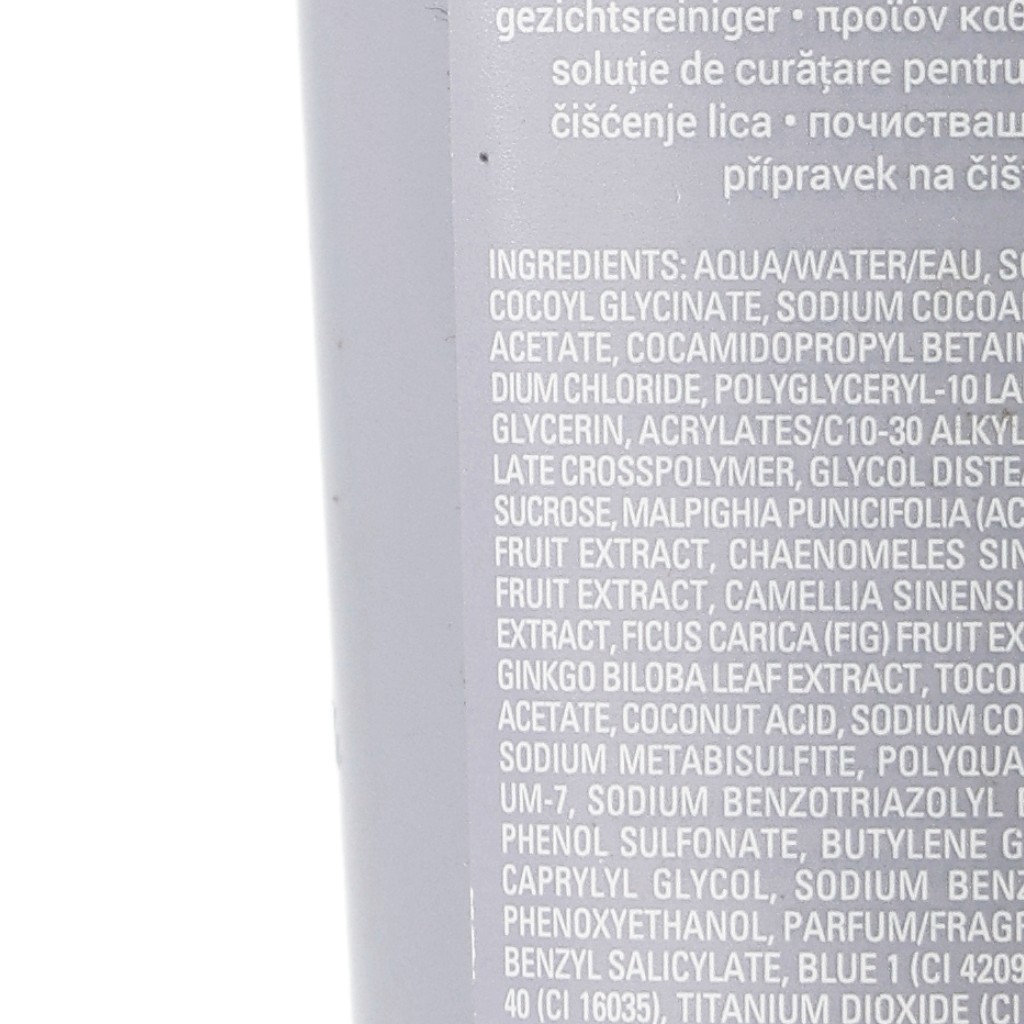 gezichtsreiniger • προϊόν καθ
soluție de curățare pentru
čišćenje lica • почистващ
přípravek na čiš
INGREDIENTS: AQUA/WATER/EAU, SO
COCOYL GLYCINATE, SODIUM COCOA
ACETATE, COCAMIDOPROPYL BETAIN
DIUM CHLORIDE, POLYGLYCERYL-10 LA
GLYCERIN, ACRYLATES/C10-30 ALKYL
LATE CROSSPOLYMER, GLYCOL DISTEA
SUCROSE, MALPIGHIA PUNICIFOLIA (AC
FRUIT EXTRACT, CHAENOMELES SIN
FRUIT EXTRACT, CAMELLIA SINENSI
EXTRACT, FICUS CARICA (FIG) FRUIT EX
GINKGO BILOBA LEAF EXTRACT, TOCO
ACETATE, COCONUT ACID, SODIUM CO
SODIUM METABISULFITE, POLYQUA
UM-7, SODIUM BENZOTRIAZOLYL
PHENOL SULFONATE, BUTYLENE G
CAPRYLYL GLYCOL, SODIUM BENZ
PHENOXYETHANOL, PARFUM/FRAGR
BENZYL SALICYLATE, BLUE 1 (CI 4209
40 (CI 16035), TITANIUM DIOXIDE (CI